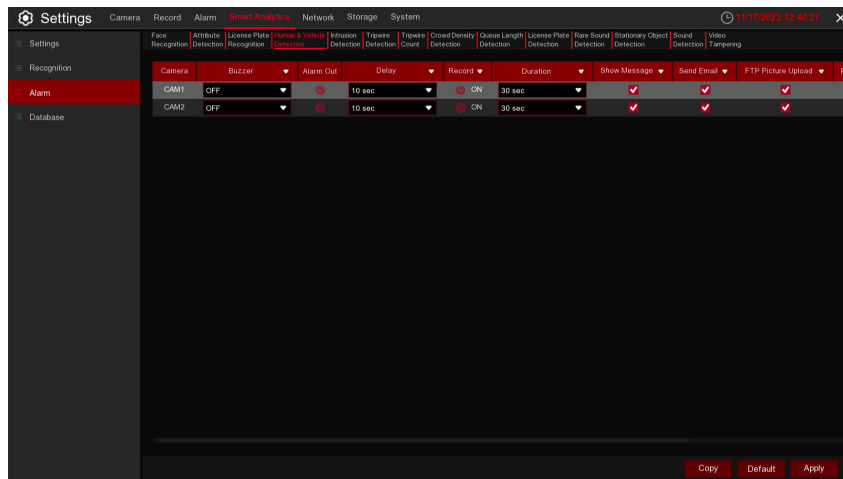 Settings Camera Record Alarm Smart Analytics Network Storage System 11/17/2022 12:40:27
Face Attribute License Plate Human & Vehicle Intrusion Tripwire Tripwire Crowd Density Queue Length License Plate Rare Sound Stationary Object Sound Video
Recognition Detection Recognition Detection Detection Detection Count Detection Detection Detection Detection Detection Detection Tampering
Settings
Recognition
Alarm
Database
Camera Buzzer Alarm Out Delay Record Duration Show Message Send Email FTP Picture Upload
CAM1 OFF 10 sec ON 30 sec
CAM2 OFF 10 sec ON 30 sec
Copy Default Apply